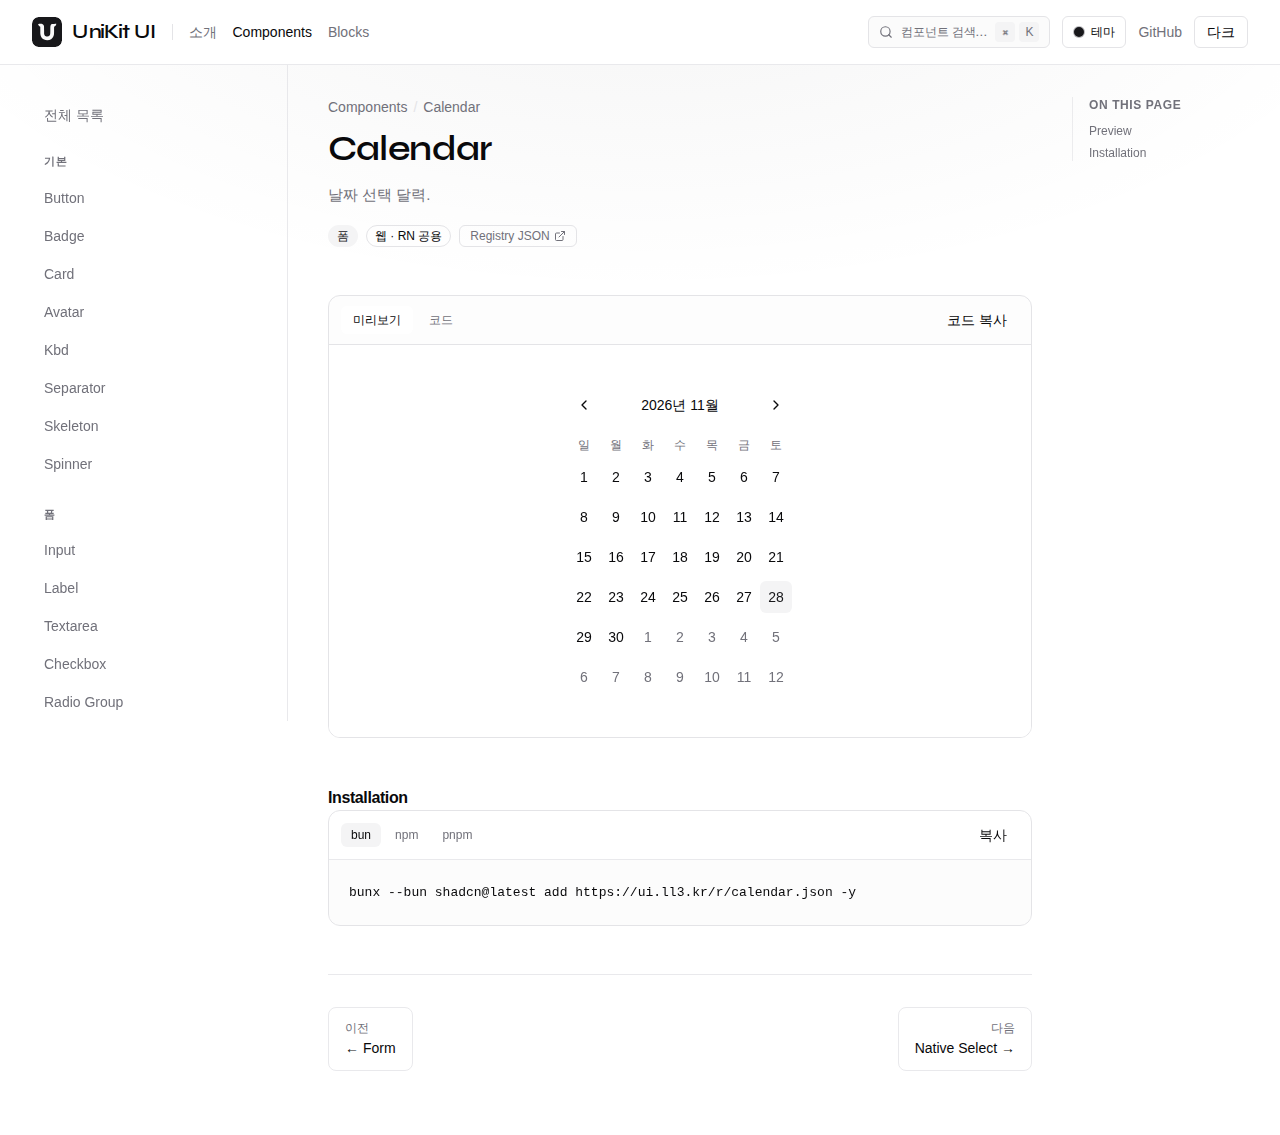 UniKit UI
소개
Components
Blocks
컴포넌트 검색...
⌘ K
테마
GitHub
다크
전체 목록
기본
Button
Badge
Card
Avatar
Kbd
Separator
Skeleton
Spinner
폼
Input
Label
Textarea
Checkbox
Radio Group
Components / Calendar
Calendar
날짜 선택 달력.
폼
웹 · RN 공용
Registry JSON
ON THIS PAGE
Preview
Installation
미리보기
코드
코드 복사
2026년 11월
일 월 화 수 목 금 토
1 2 3 4 5 6 7
8 9 10 11 12 13 14
15 16 17 18 19 20 21
22 23 24 25 26 27 28
29 30 1 2 3 4 5
6 7 8 9 10 11 12
Installation
bun
npm
pnpm
복사
bunx --bun shadcn@latest add https://ui.ll3.kr/r/calendar.json -y
이전
← Form
다음
Native Select →